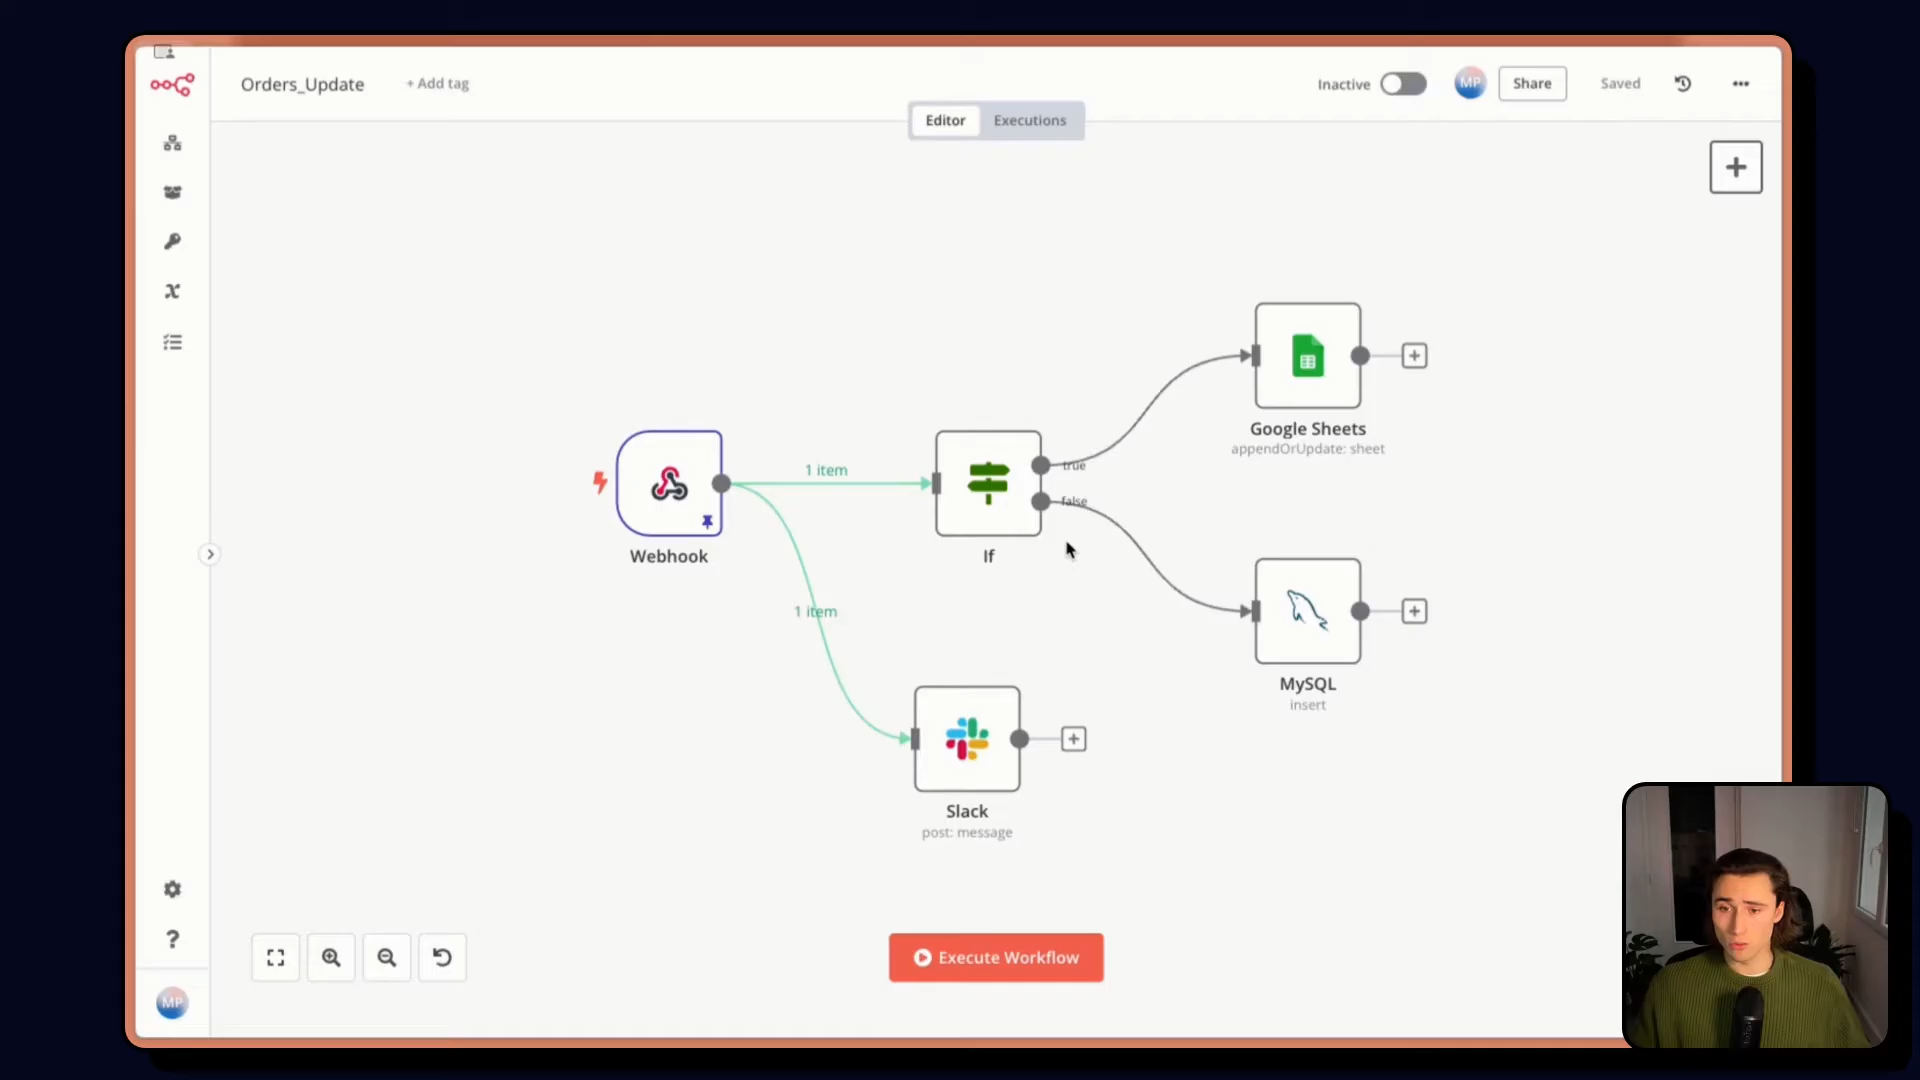 Orders_Update
+ Add tag
Inactive
MP
Share
Saved
Editor
Executions
Google Sheets
appendOrUpdate: sheet
1 item
true
false
Webhook
If
1 item
MySQL
insert
Slack
post: message
Execute Workflow
?
MP